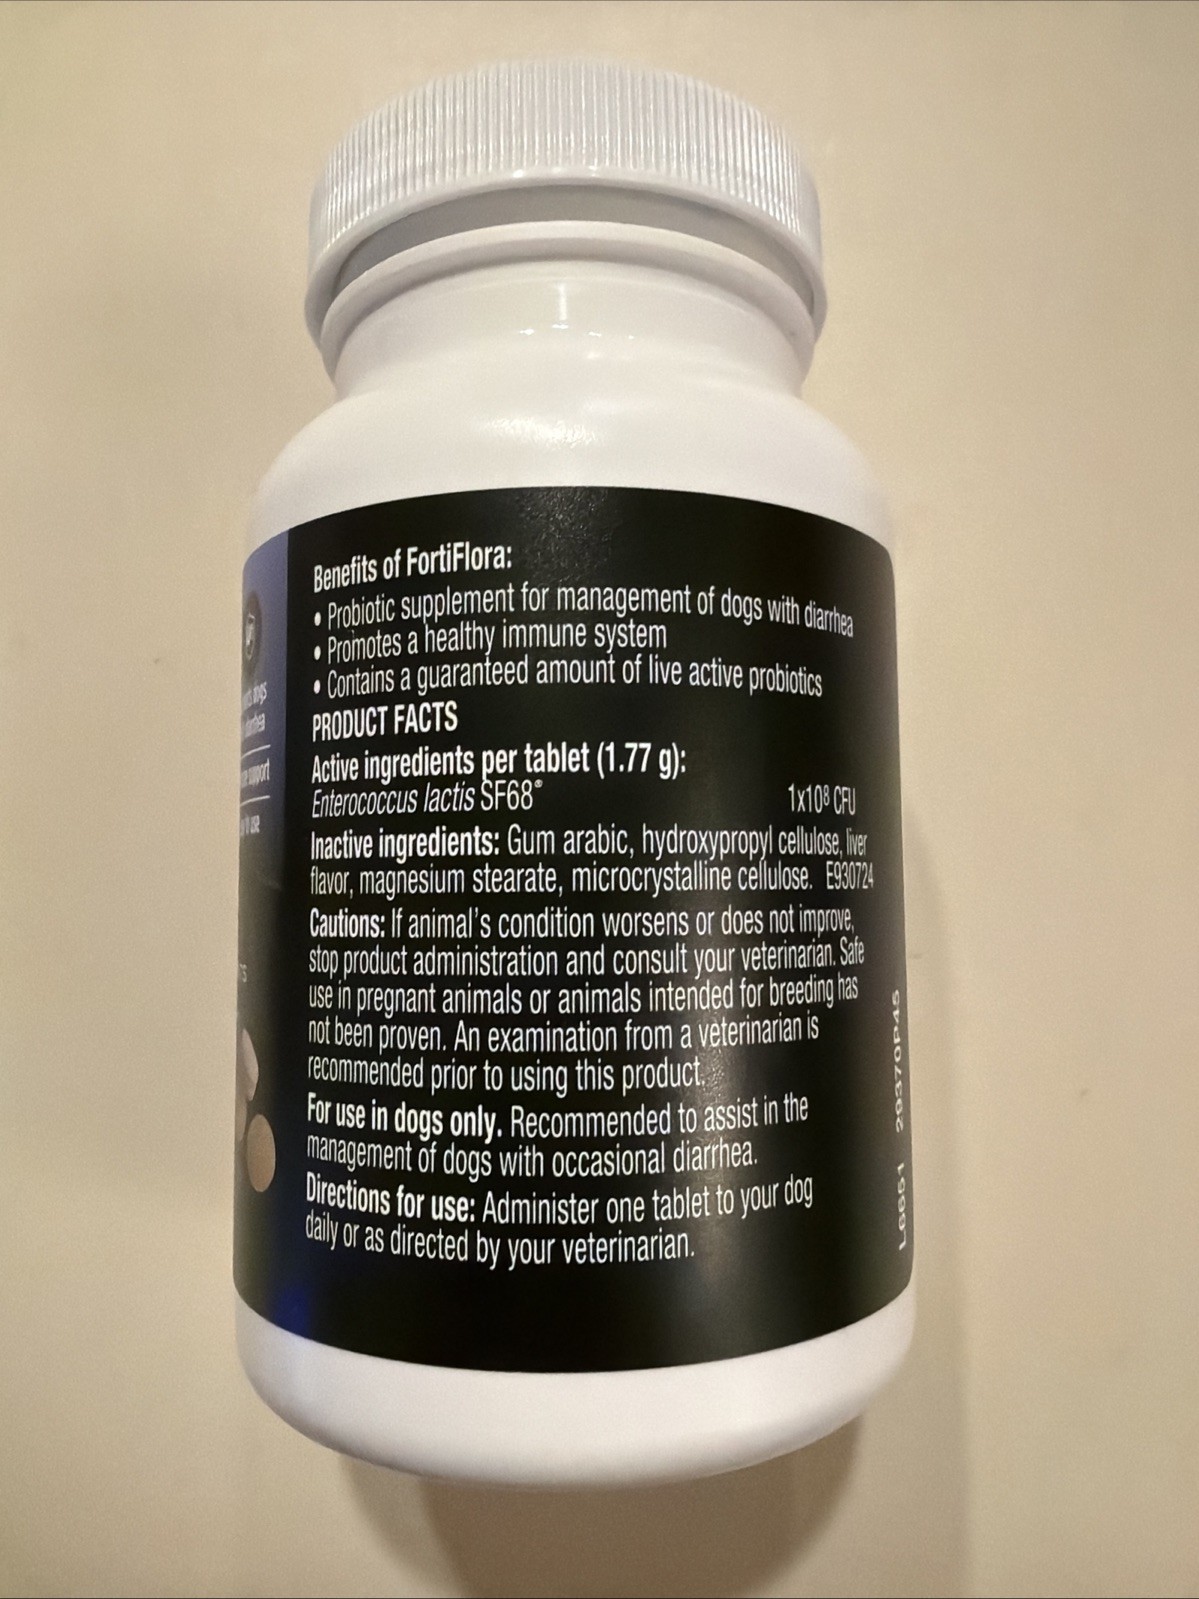 Benefits of FortiFlora:
• Probiotic supplement for management of dogs with diarrhea
• Promotes a healthy immune system
• Contains a guaranteed amount of live active probiotics
PRODUCT FACTS
Active ingredients per tablet (1.77 g):
Enterococcus lactis SF68® 1x10⁸ CFU
Inactive ingredients: Gum arabic, hydroxypropyl cellulose, liver
flavor, magnesium stearate, microcrystalline cellulose. E930724
Cautions: If animal's condition worsens or does not improve,
stop product administration and consult your veterinarian. Safe
use in pregnant animals or animals intended for breeding has
not been proven. An examination from a veterinarian is
recommended prior to using this product.
For use in dogs only. Recommended to assist in the
management of dogs with occasional diarrhea.
Directions for use: Administer one tablet to your dog
daily or as directed by your veterinarian.
dogs
support
use
L6651 29370P45